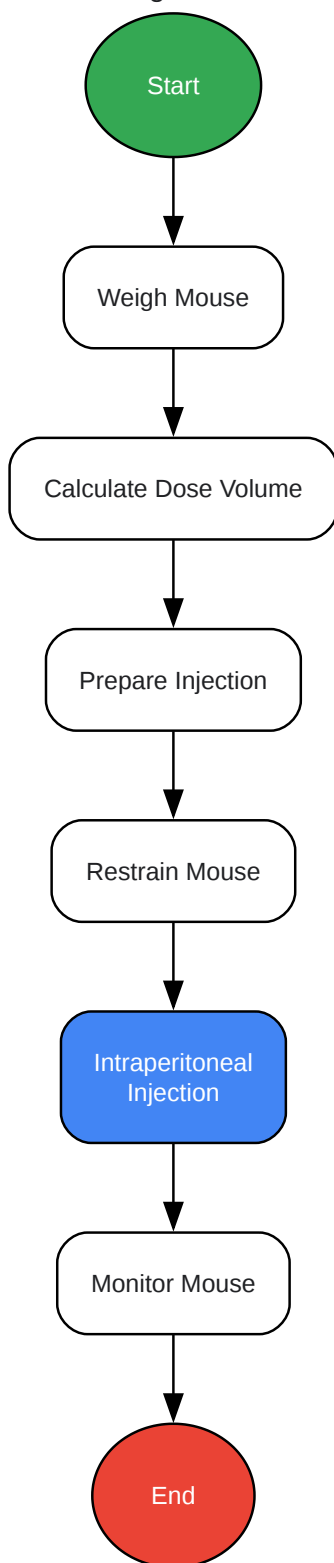 Start
Weigh Mouse
Calculate Dose Volume
Prepare Injection
Restrain Mouse
Intraperitoneal
Injection
Monitor Mouse
End